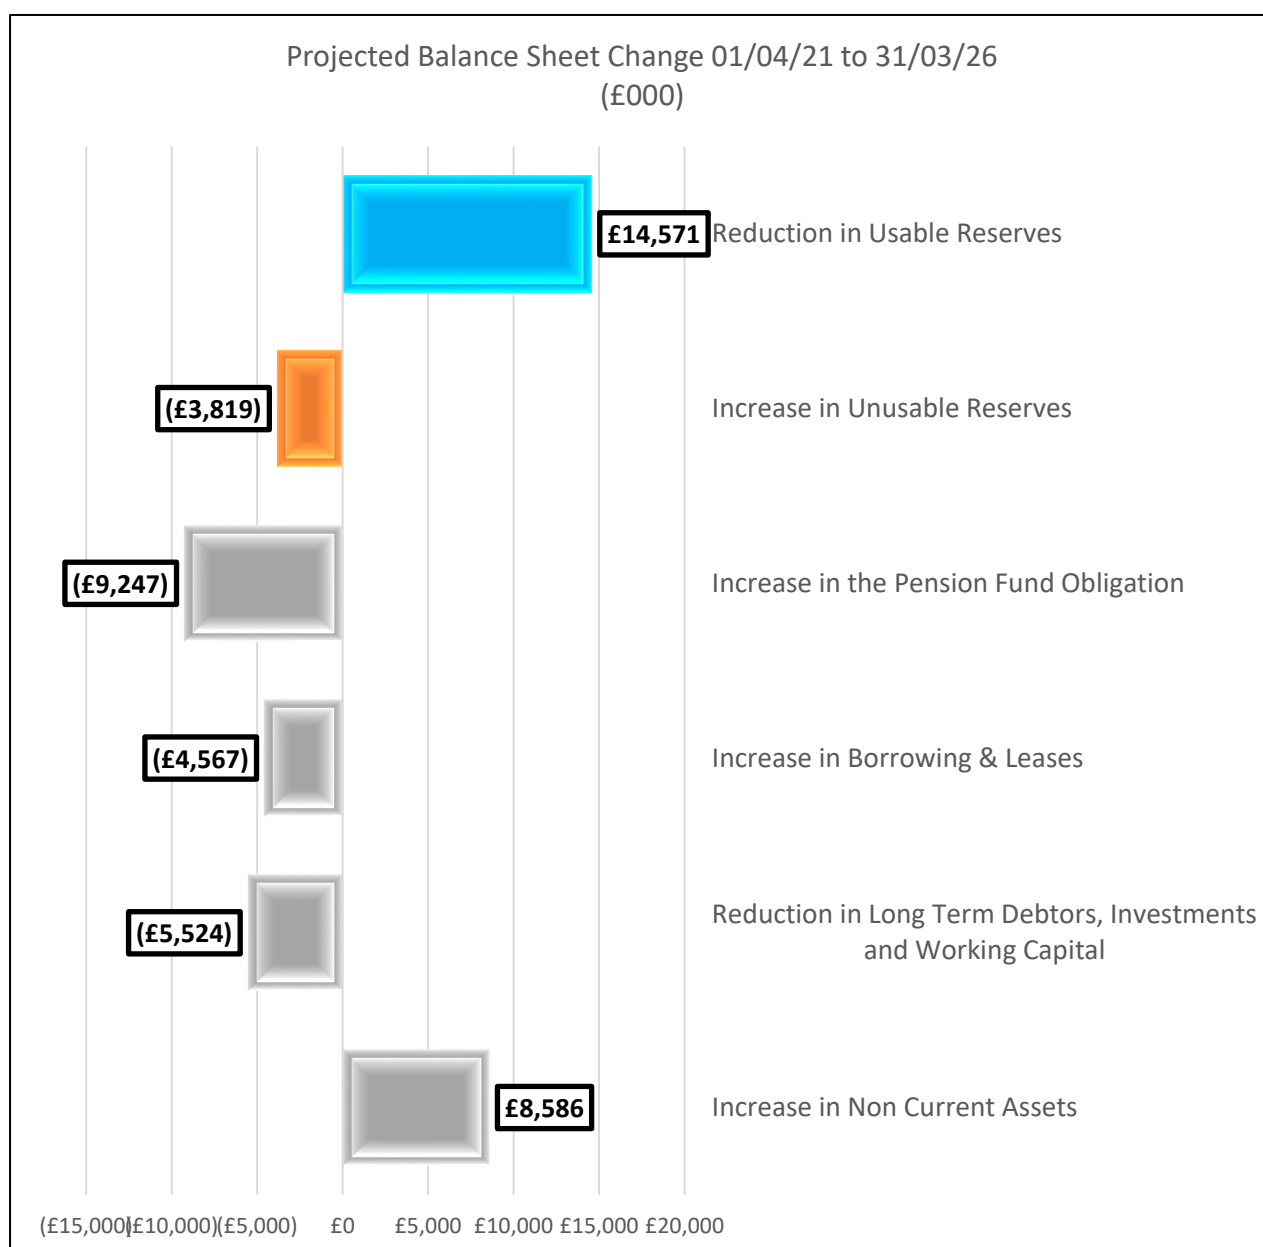 Projected Balance Sheet Change 01/04/21 to 31/03/26
(£000)
£14,571 Reduction in Usable Reserves
(£3,819) Increase in Unusable Reserves
(£9,247) Increase in the Pension Fund Obligation
(£4,567) Increase in Borrowing & Leases
(£5,524) Reduction in Long Term Debtors, Investments
and Working Capital
£8,586 Increase in Non Current Assets
(£15,000) (£10,000) (£5,000) £0 £5,000 £10,000 £15,000 £20,000